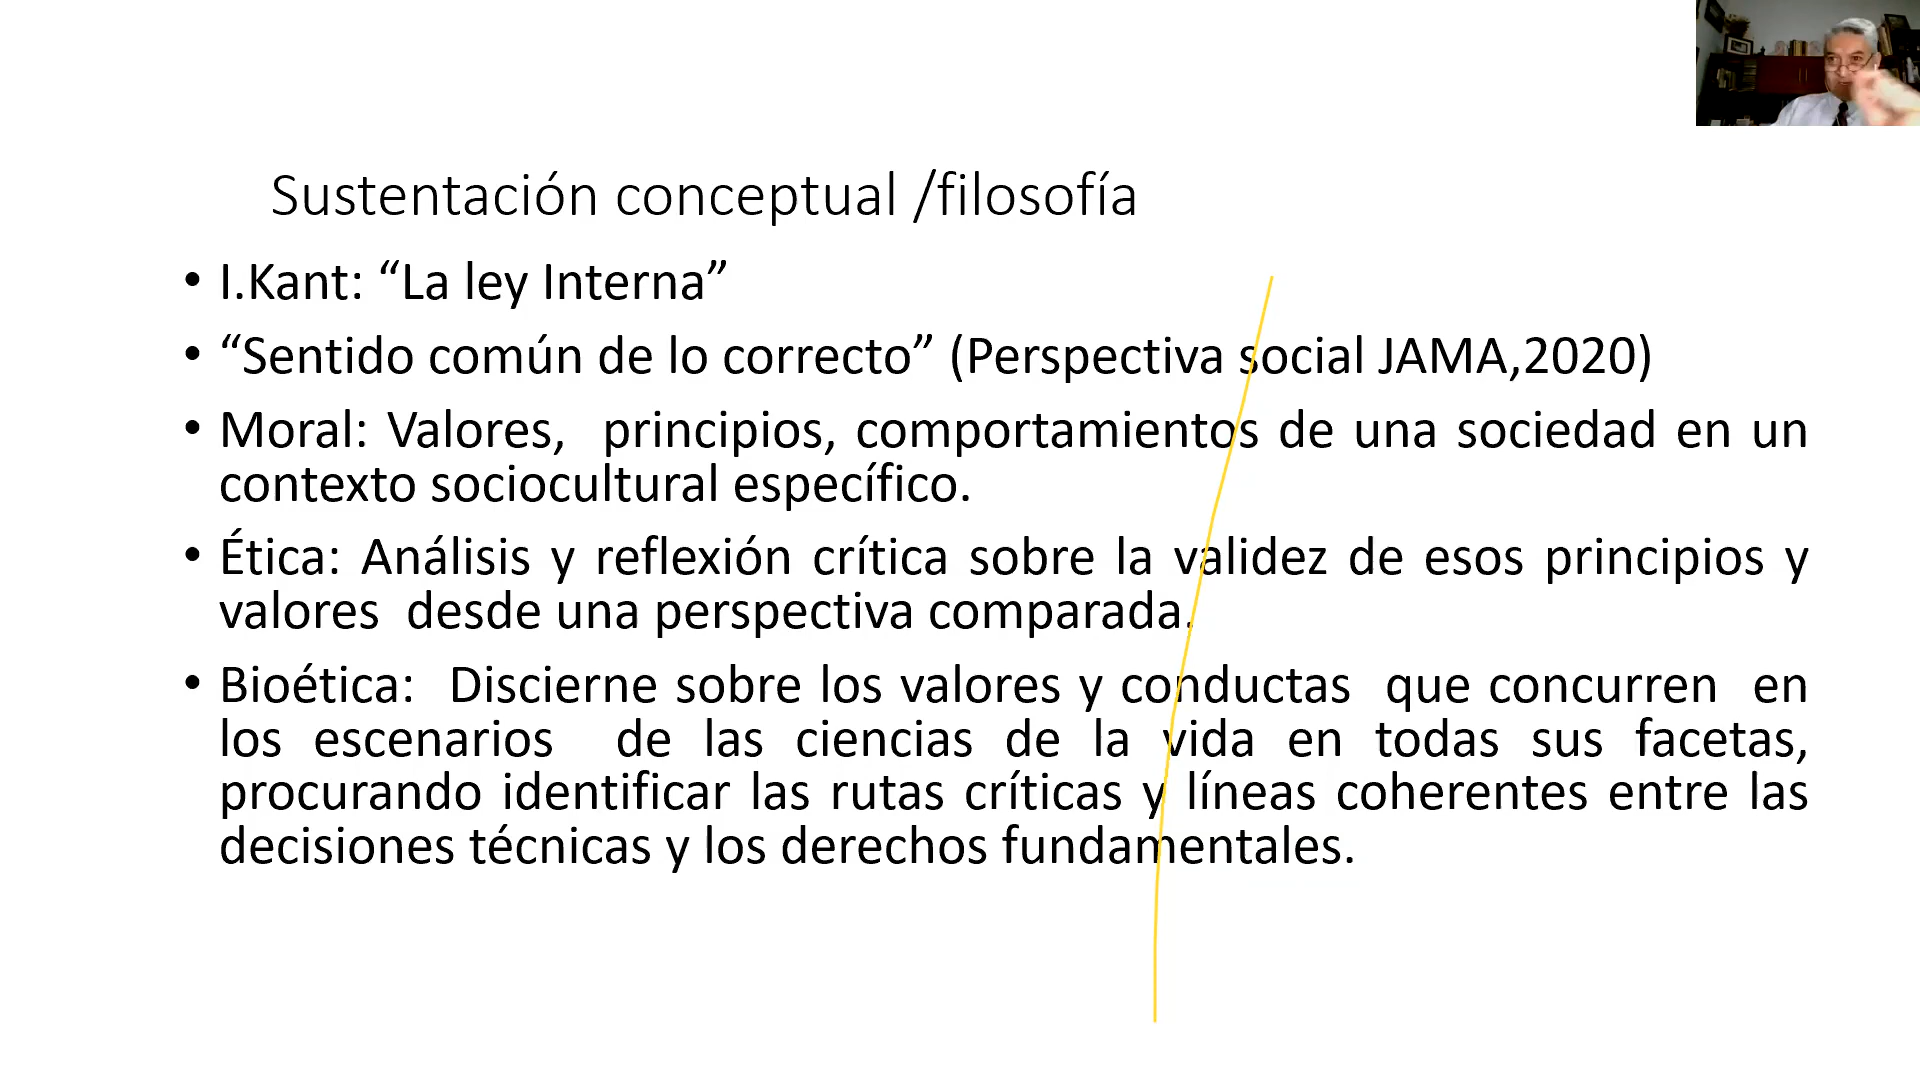 Sustentación conceptual /filosofía
• I.Kant: “La ley Interna”
• “Sentido común de lo correcto” (Perspectiva social JAMA,2020)
• Moral: Valores, principios, comportamientos de una sociedad en un
contexto sociocultural específico.
• Ética: Análisis y reflexión crítica sobre la validez de esos principios y
valores desde una perspectiva comparada.
• Bioética: Discierne sobre los valores y conductas que concurren en
los escenarios de las ciencias de la vida en todas sus facetas,
procurando identificar las rutas críticas y líneas coherentes entre las
decisiones técnicas y los derechos fundamentales.